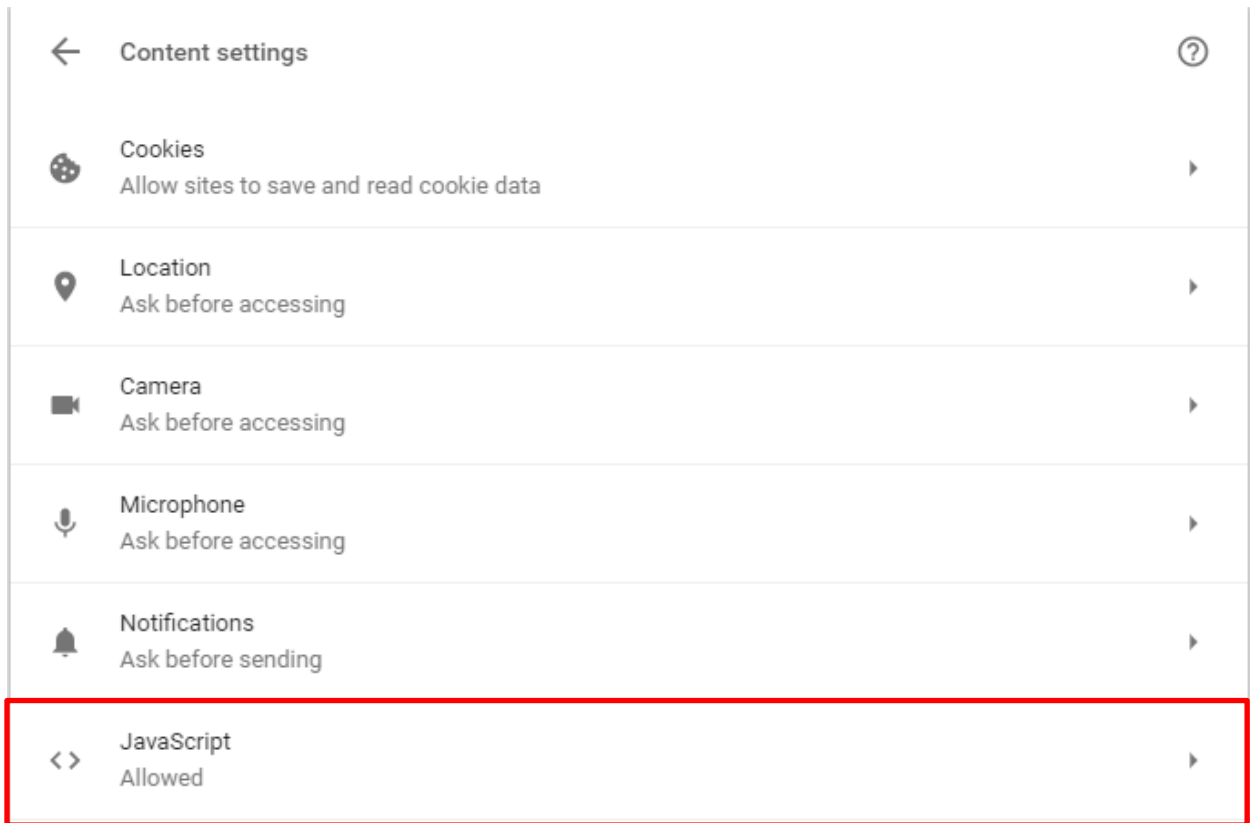 Content settings
Cookies
Allow sites to save and read cookie data
Location
Ask before accessing
Camera
Ask before accessing
Microphone
Ask before accessing
Notifications
Ask before sending
JavaScript
Allowed